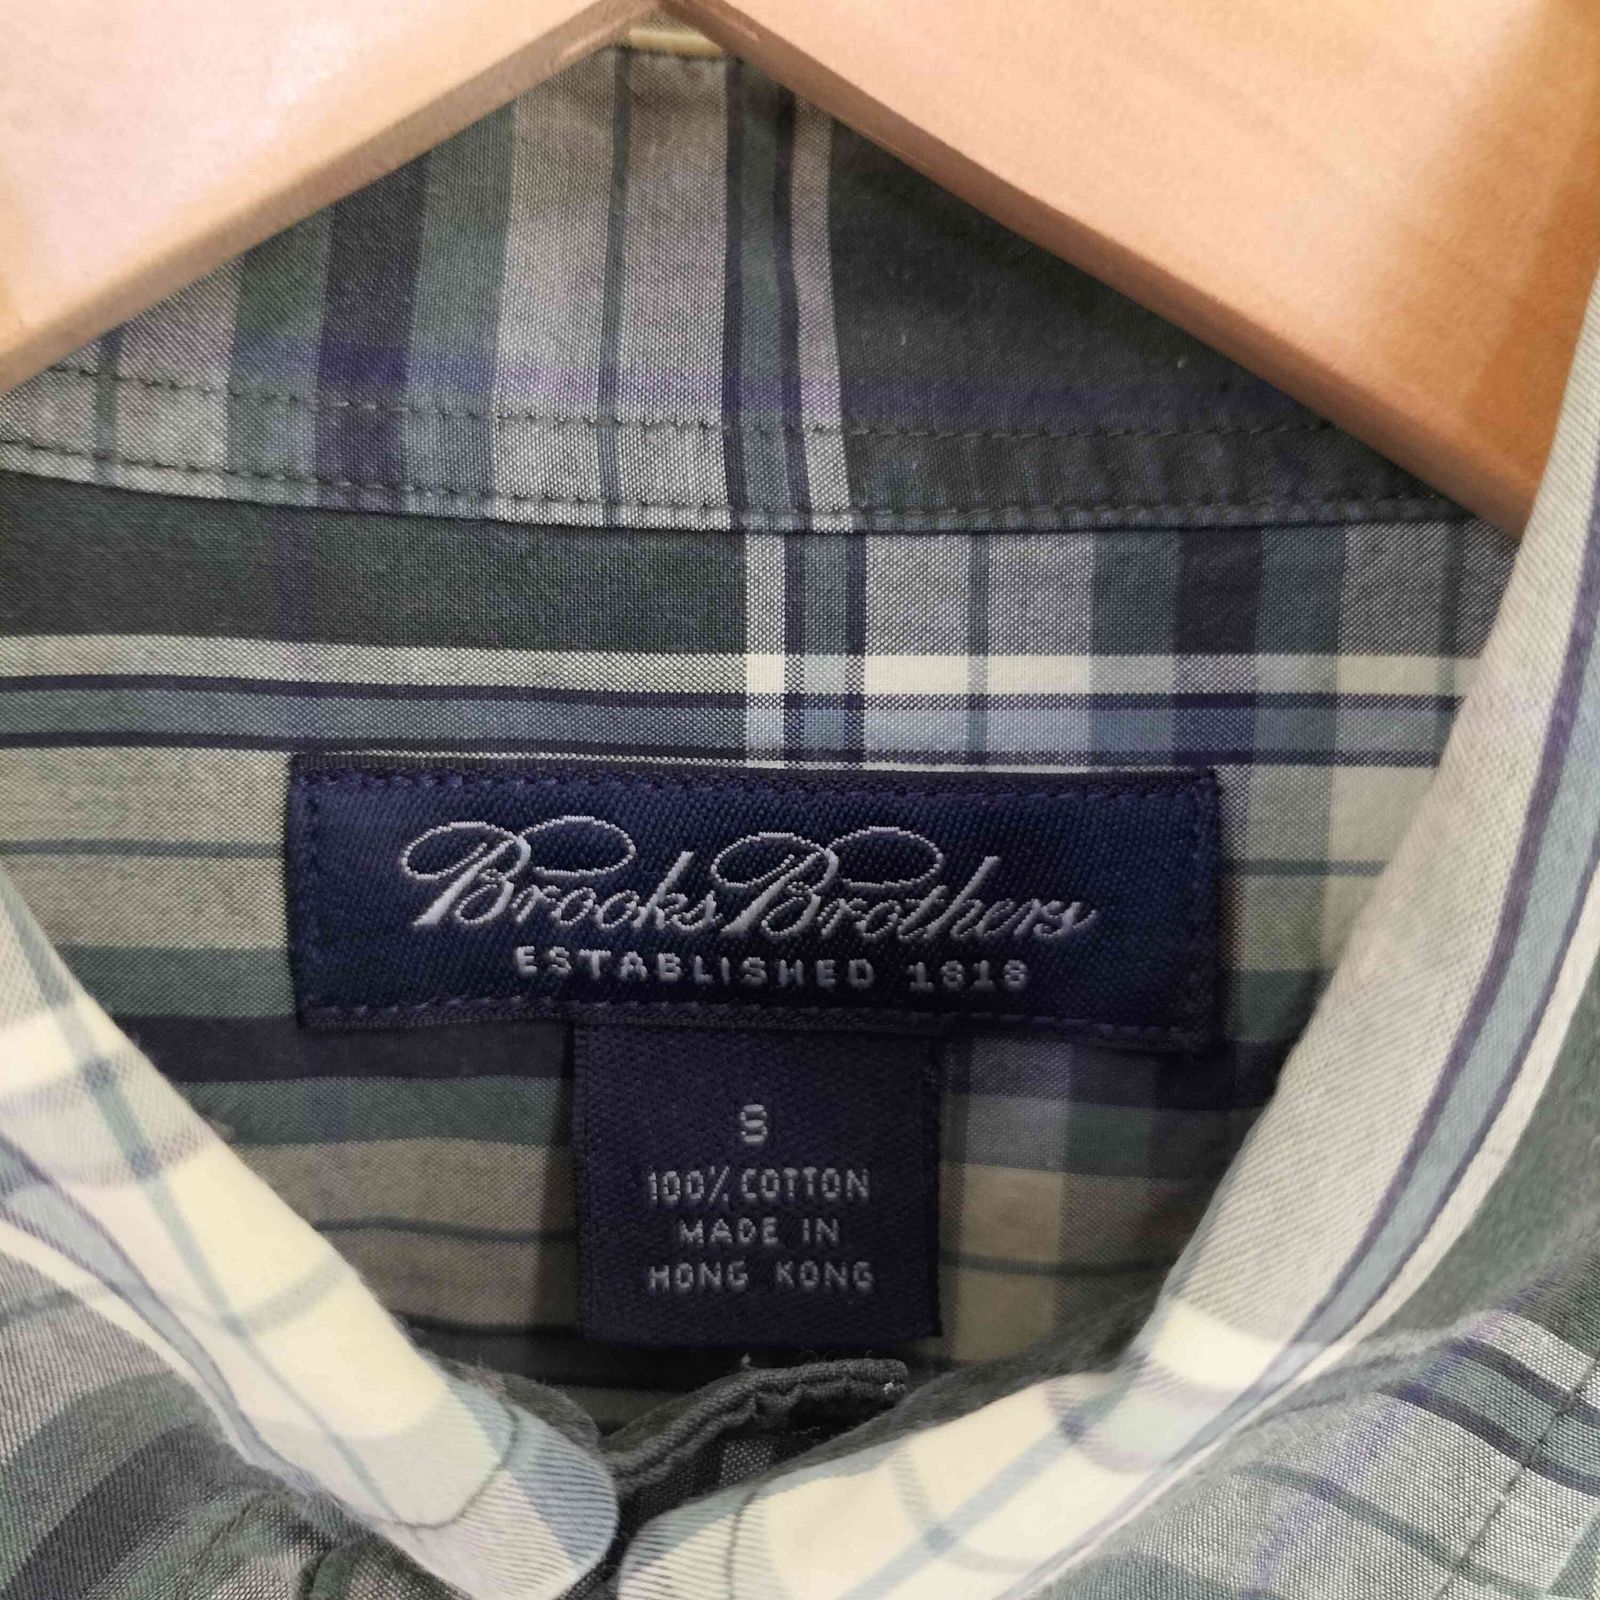 Brooks Brothers
ESTABLISHED 1818
S
100% COTTON
MADE IN
HONG KONG